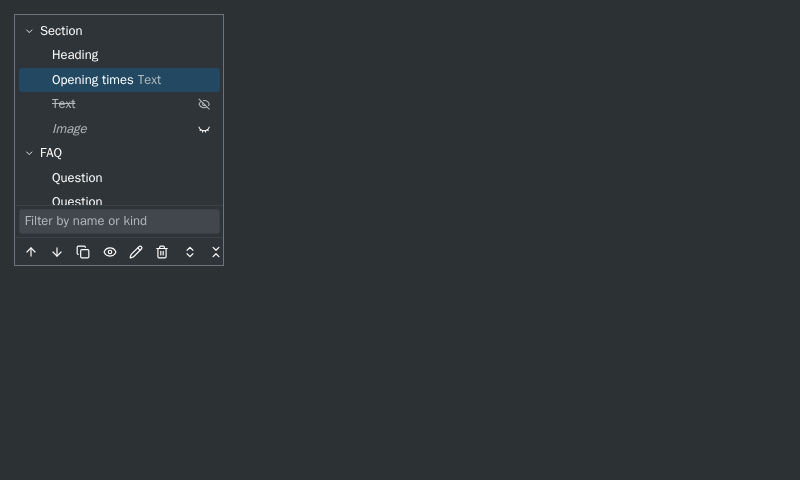 Section
Heading
Opening times Text
Text
Image
FAQ
Question
Question
Filter by name or kind